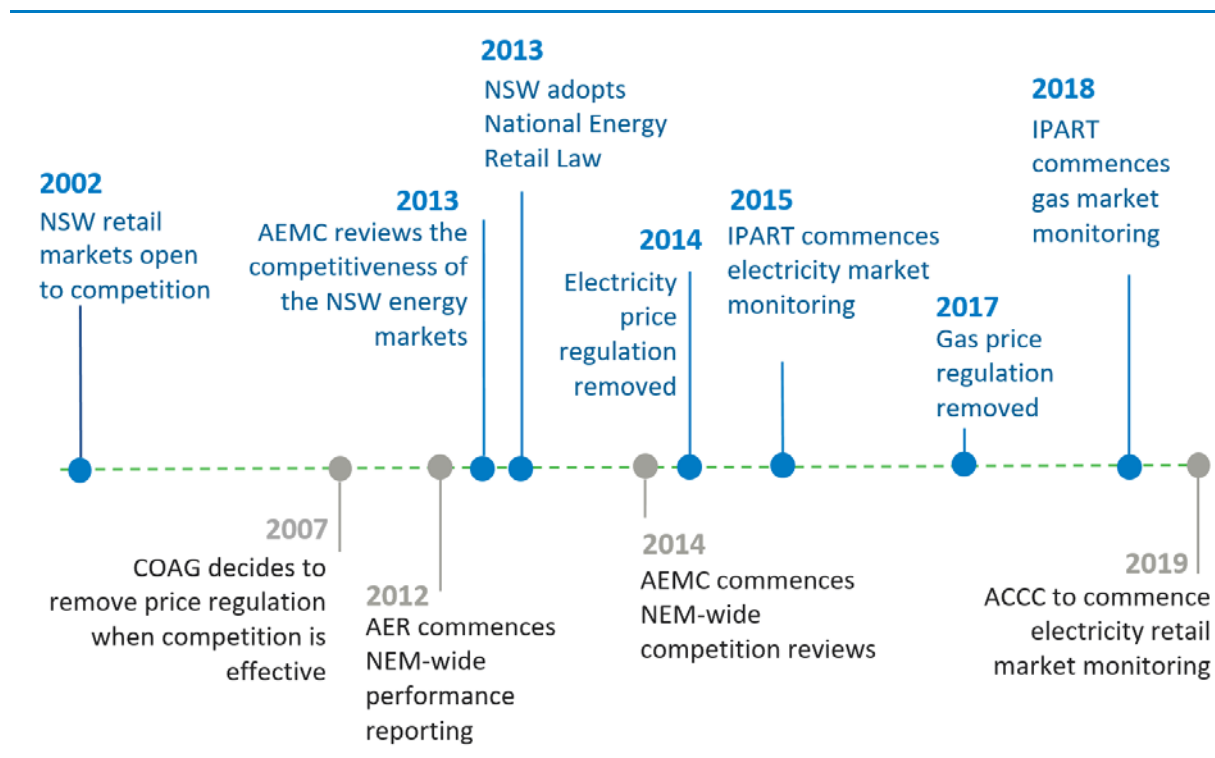 2002
NSW retail
markets open
to competition
2013
AEMC reviews the
competitiveness of
the NSW energy
markets
2013
NSW adopts
National Energy
Retail Law
2014
Electricity
price
regulation
removed
2015
IPART commences
electricity market
monitoring
2017
Gas price
regulation
removed
2018
IPART
commences
gas market
monitoring
2007
COAG decides to
remove price regulation
when competition is
effective
2012
AER commences
NEM-wide
performance
reporting
2014
AEMC commences
NEM-wide
competition reviews
2019
ACCC to commence
electricity retail
market monitoring